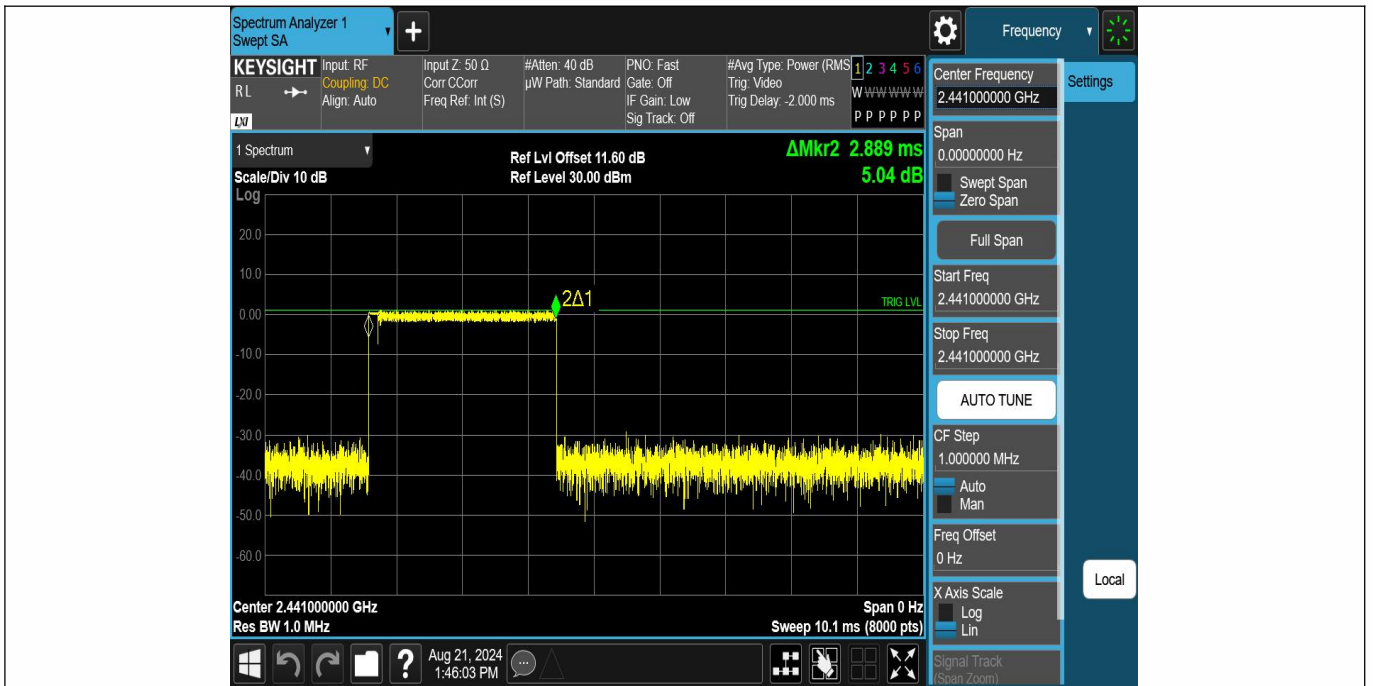 Spectrum Analyzer 1
Swept SA
Frequency
KEYSIGHT
RL
LXI
Input: RF
Coupling: DC
Align: Auto
Input Z: 50 Ω
Corr CCorr
Freq Ref: Int (S)
#Atten: 40 dB
µW Path: Standard
PNO: Fast
Gate: Off
IF Gain: Low
Sig Track: Off
#Avg Type: Power (RMS
Trig: Video
Trig Delay: -2.000 ms
1 2 3 4 5 6
W W W W W W
P P P P P P
1 Spectrum
Scale/Div 10 dB
Ref Lvl Offset 11.60 dB
Ref Level 30.00 dBm
ΔMkr2 2.889 ms
5.04 dB
Log
20.0
10.0
0.00
-10.0
-20.0
-30.0
-40.0
-50.0
-60.0
2Δ1
TRIG LVL
Center 2.441000000 GHz
Res BW 1.0 MHz
Span 0 Hz
Sweep 10.1 ms (8000 pts)
Center Frequency
2.441000000 GHz
Settings
Span
0.00000000 Hz
Swept Span
Zero Span
Full Span
Start Freq
2.441000000 GHz
Stop Freq
2.441000000 GHz
AUTO TUNE
CF Step
1.000000 MHz
Auto
Man
Freq Offset
0 Hz
X Axis Scale
Log
Lin
Signal Track
(Span Zoom)
Local
?
Aug 21, 2024
1:46:03 PM